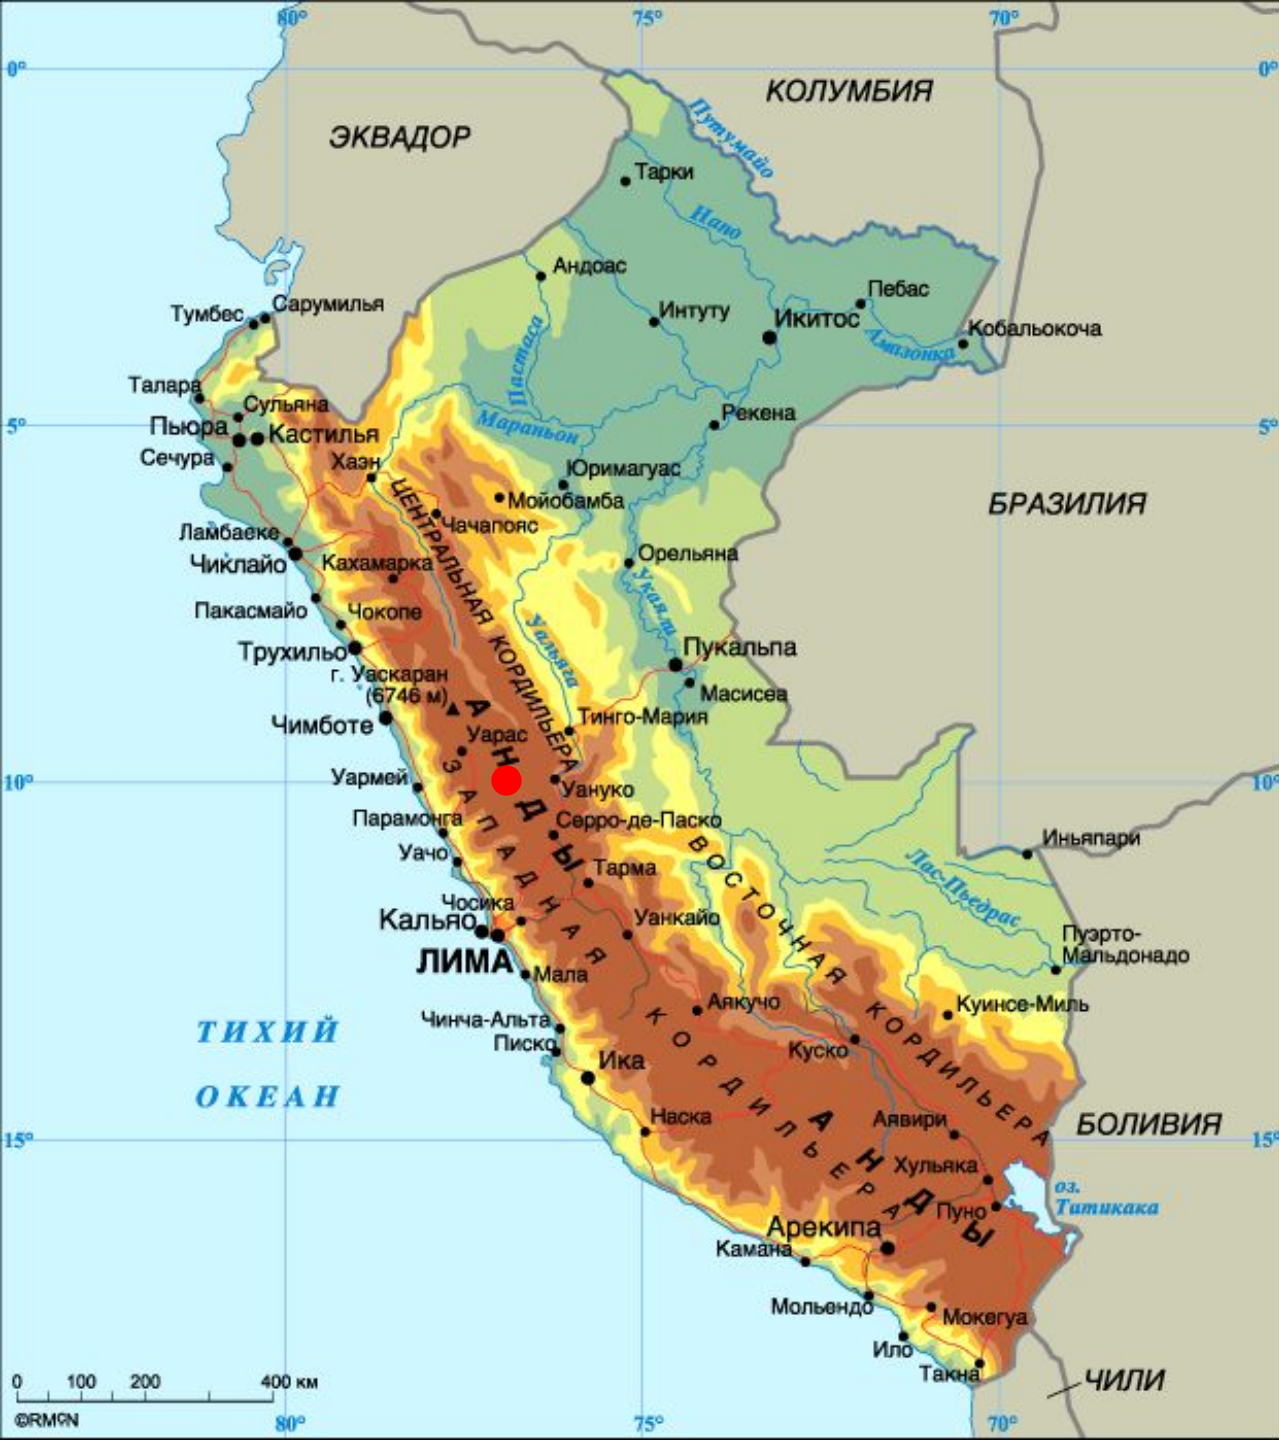 80°
75°
70°
0°
0°
КОЛУМБИЯ
ЭКВАДОР
Путумайо
Тарки
Напо
Андоас
Пебас
Сарумилья
Тумбес
Интуту
Икитос
Кобальокоча
Амазонка
Пастаса
Талара
Сульяна
Рекена
Мараньон
5°
Пьюра
Кастилья
5°
Сечура
Хаэн
Юримагуас
Мойобамба
БРАЗИЛИЯ
Чачапояс
Ламбаеке
Чиклайо
Кахамарка
Орельяна
ЦЕНТРАЛЬНАЯ КОРДИЛЬЕРА
Укаяли
Пакасмайо
Чокопе
Уальяга
Трухильо
Пукальпа
г. Уаскаран
(6746 м)
Масисеа
Чимботе
Тинго-Мария
Уарас
АНДЫ
10°
Уармей
Уануко
10°
Парамонга
Серро-де-Паско
ЗАПАДНАЯ КОРДИЛЬЕРА
Уачо
Иньяпари
Тарма
ВОСТОЧНАЯ КОРДИЛЬЕРА
Лас-Пьедрас
Чосика
Кальяо
Уанкайо
ЛИМА
Пуэрто-
Мальдонадо
Мала
Аякучо
Куинсе-Миль
Чинча-Альта
ТИХИЙ
ОКЕАН
Писко
Куско
Ика
Наска
Аявири
БОЛИВИЯ
15°
15°
АНДЫ
Хульяка
оз.
Титикака
Пуно
Арекипа
Камана
Мольендо
Мокегуа
Ило
Такна
ЧИЛИ
0 100 200 400 км
©RMCN
80°
75°
70°